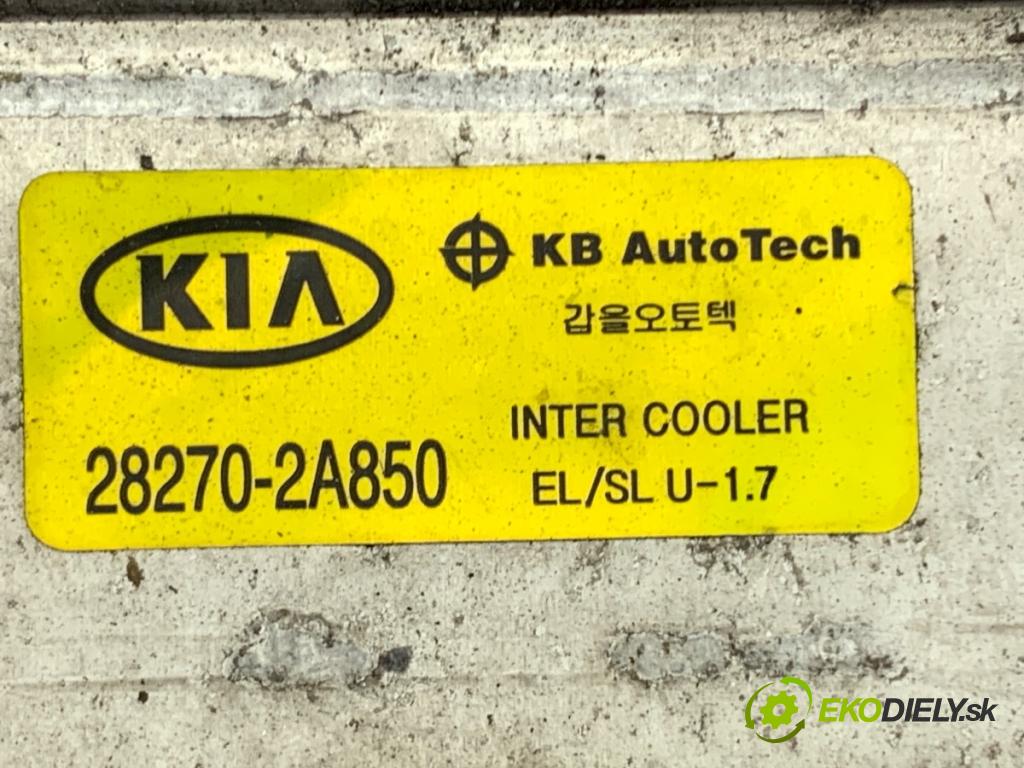 KIA
KB AutoTech
갑을오토텍
28270-2A850
INTER COOLER
EL/SL U-1.7
EKODIELY.sk